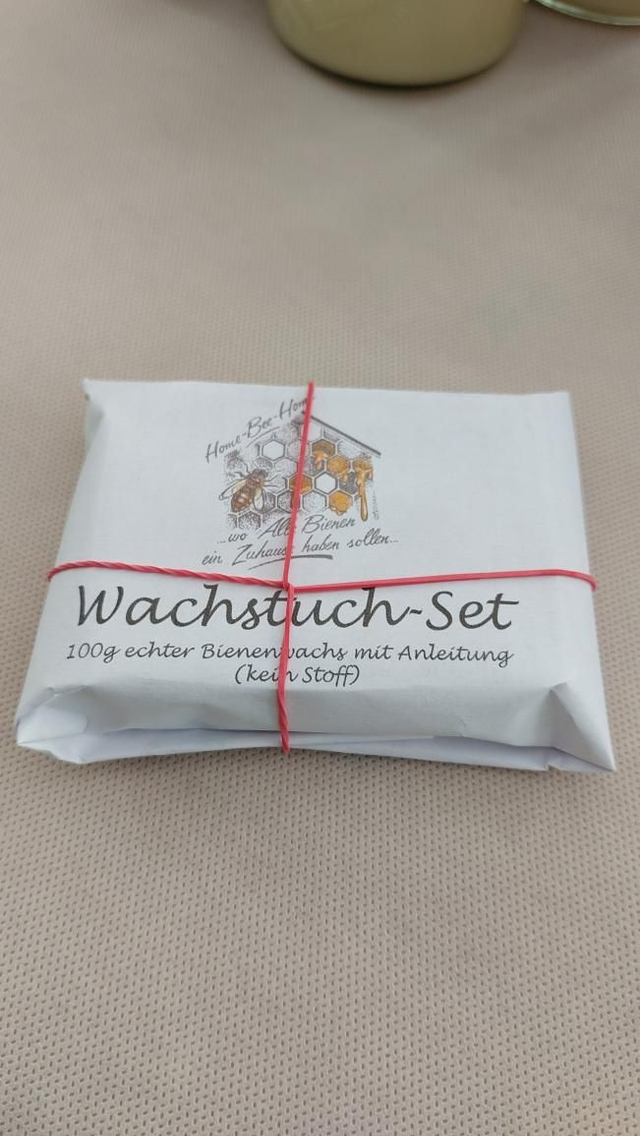 Home-Bee-Home
...wo Alle Bienen
ein Zuhause haben sollen...
Wachstuch-Set
100g echter Bienenwachs mit Anleitung
(kein Stoff)